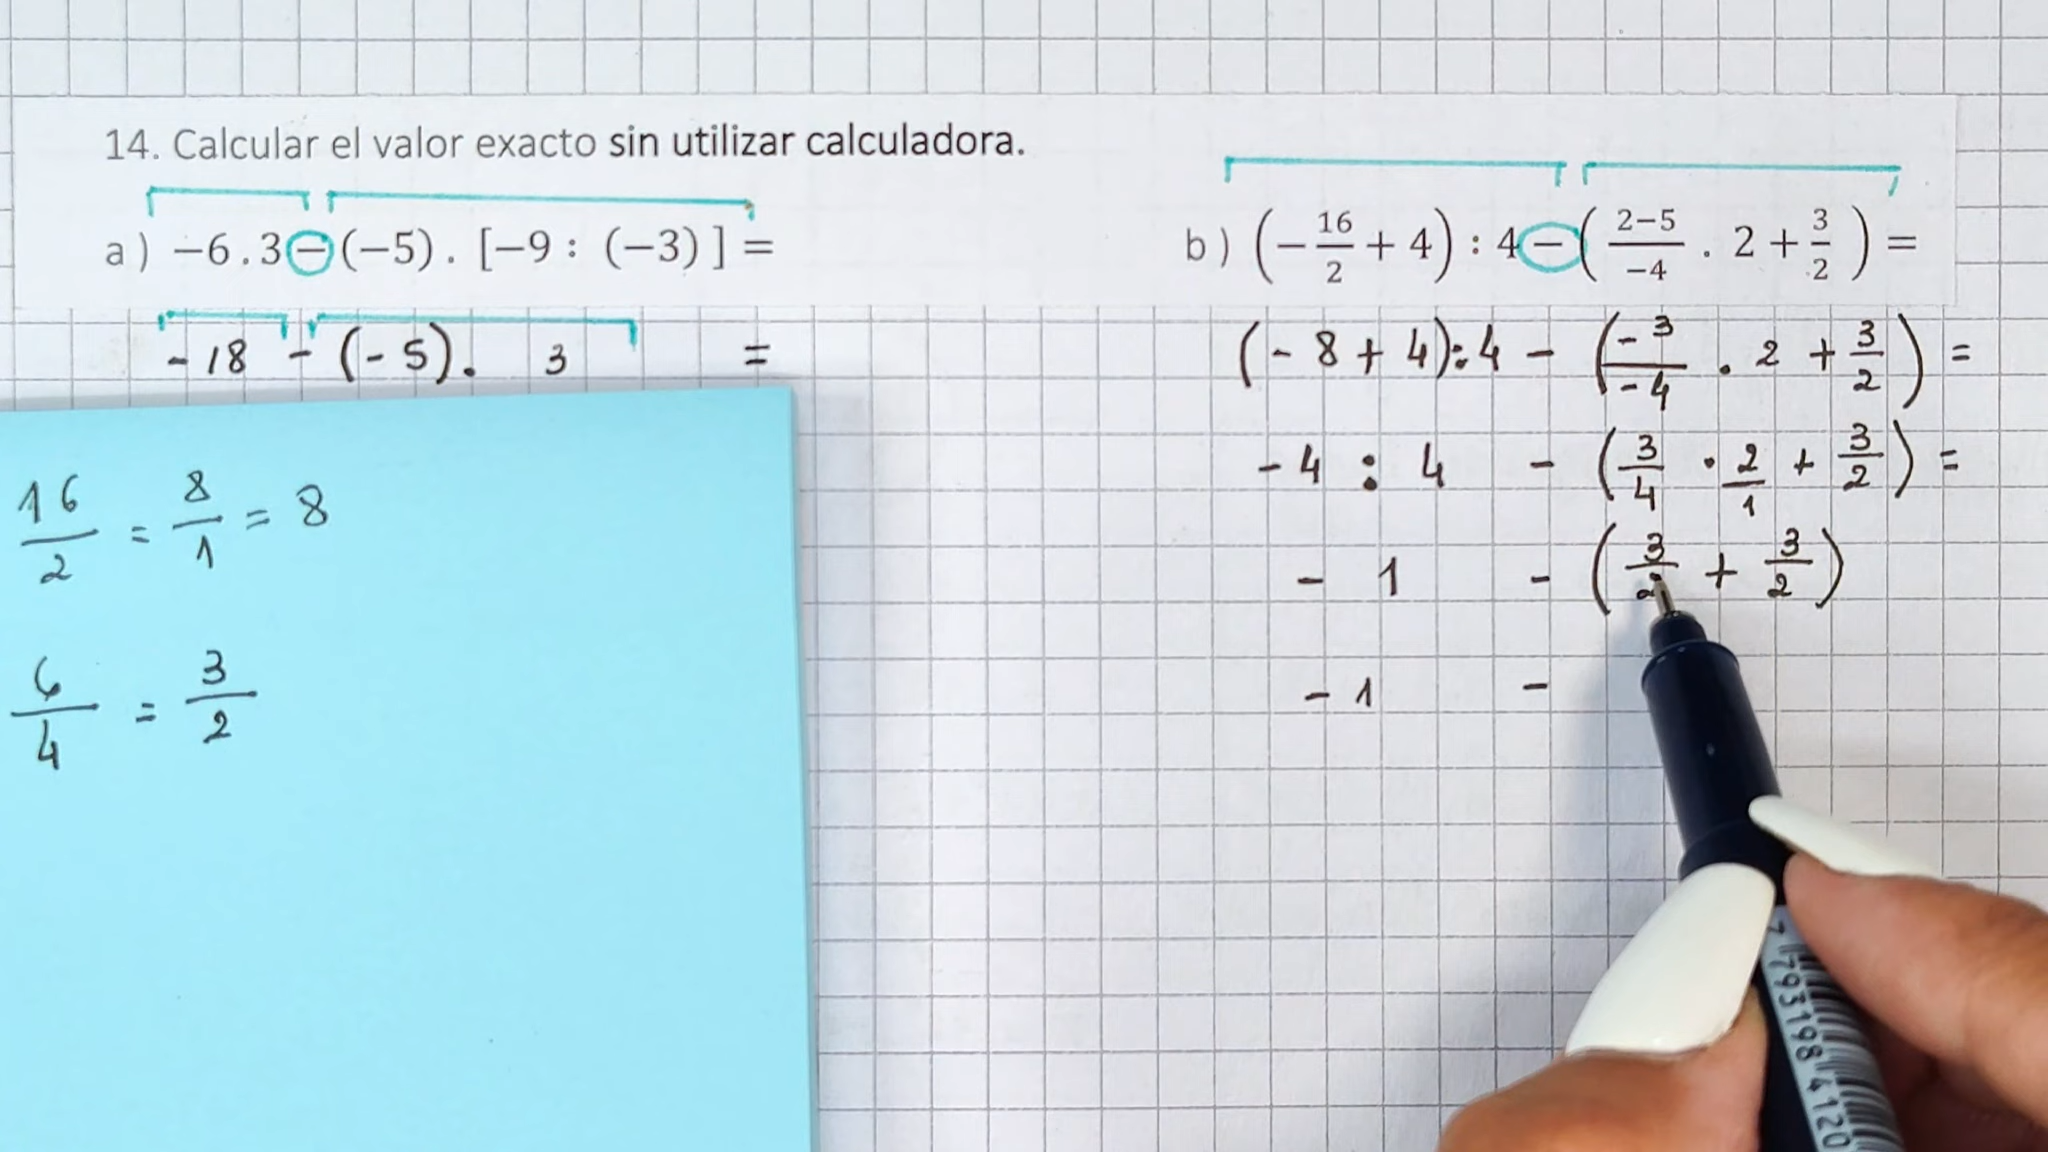 14. Calcular el valor exacto sin utilizar calculadora.
a) −6 . 3 − (−5) . [−9 : (−3) ] =
- 18 - (- 5) . 3 =
16/2 = 8/1 = 8
6/4 = 3/2
b) (− 16/2 + 4) : 4 − ( 2−5/−4 . 2 + 3/2 ) =
(- 8 + 4) : 4 - (-3/-4 . 2 + 3/2) =
- 4 : 4 - (3/4 · 2/1 + 3/2) =
- 1 - (3/2 + 3/2)
- 1 -
7 793198 4120